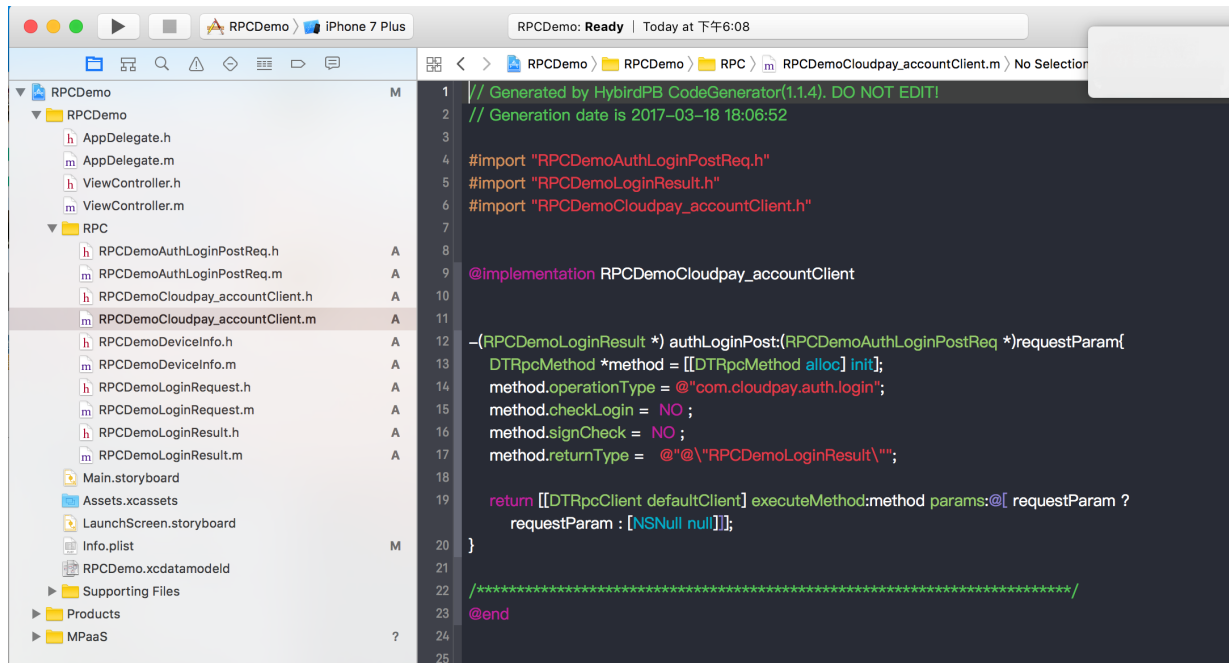 RPCDemo
iPhone 7 Plus
RPCDemo: Ready | Today at 下午6:08
RPCDemo
RPCDemo
RPC
RPCDemoCloudpay_accountClient.m
No Selection
RPCDemo M
RPCDemo
h AppDelegate.h
m AppDelegate.m
h ViewController.h
m ViewController.m
RPC
h RPCDemoAuthLoginPostReq.h A
m RPCDemoAuthLoginPostReq.m A
h RPCDemoCloudpay_accountClient.h A
m RPCDemoCloudpay_accountClient.m A
h RPCDemoDeviceInfo.h A
m RPCDemoDeviceInfo.m A
h RPCDemoLoginRequest.h A
m RPCDemoLoginRequest.m A
h RPCDemoLoginResult.h A
m RPCDemoLoginResult.m A
Main.storyboard
Assets.xcassets
LaunchScreen.storyboard
Info.plist M
RPCDemo.xcdatamodeld
Supporting Files
Products
MPaaS ?
1 // Generated by HybirdPB CodeGenerator(1.1.4). DO NOT EDIT!
2 // Generation date is 2017-03-18 18:06:52
3
4 #import "RPCDemoAuthLoginPostReq.h"
5 #import "RPCDemoLoginResult.h"
6 #import "RPCDemoCloudpay_accountClient.h"
7
8
9 @implementation RPCDemoCloudpay_accountClient
10
11
12 -(RPCDemoLoginResult *) authLoginPost:(RPCDemoAuthLoginPostReq *)requestParam{
13 DTRpcMethod *method = [[DTRpcMethod alloc] init];
14 method.operationType = @"com.cloudpay.auth.login";
15 method.checkLogin = NO ;
16 method.signCheck = NO ;
17 method.returnType = @"@\"RPCDemoLoginResult\"";
18
19 return [[DTRpcClient defaultClient] executeMethod:method params:@[ requestParam ?
requestParam : [NSNull null]]];
20 }
21
22 /***************************************************************************/
23 @end
24
25